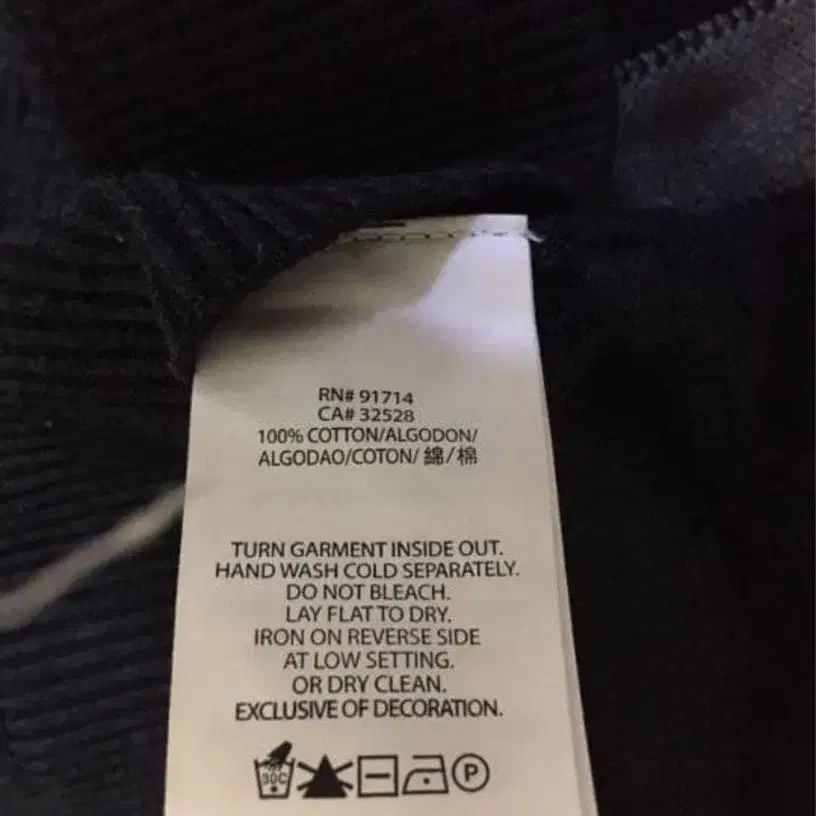 RN# 91714
CA# 32528
100% COTTON/ALGODON/
ALGODAO/COTON/ 綿/棉
TURN GARMENT INSIDE OUT.
HAND WASH COLD SEPARATELY.
DO NOT BLEACH.
LAY FLAT TO DRY.
IRON ON REVERSE SIDE
AT LOW SETTING.
OR DRY CLEAN.
EXCLUSIVE OF DECORATION.
30C P